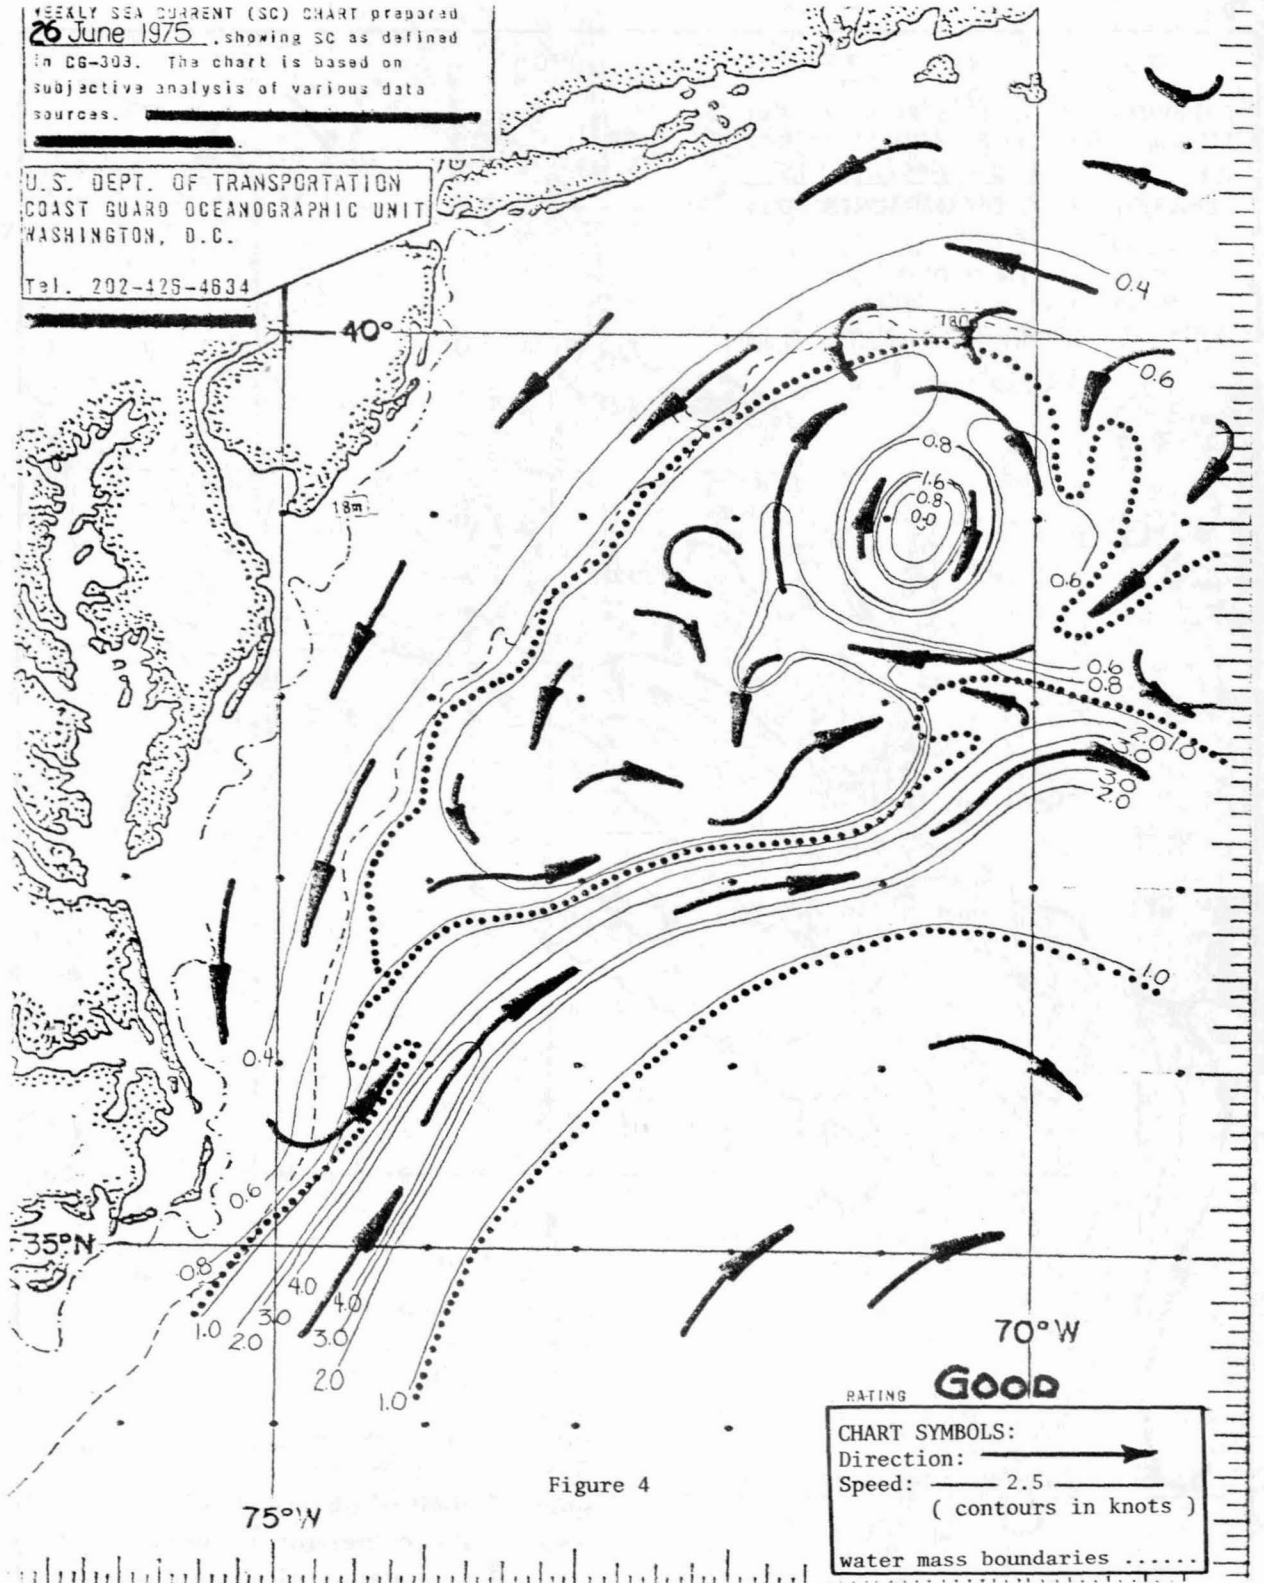 WEEKLY SEA CURRENT (SC) CHART prepared
26 June 1975, showing SC as defined
in CG-303. The chart is based on
subjective analysis of various data
sources.
U.S. DEPT. OF TRANSPORTATION
COAST GUARD OCEANOGRAPHIC UNIT
WASHINGTON, D.C.
Tel. 202-426-4634
0.4
180
40°
0.6
0.8
1.6
0.8
0.0
18m
0.6
0.6
0.8
2.0
1.0
3.0
3.0
2.0
1.0
0.4
0.6
35°N
0.8
4.0
4.0
1.0
2.0
3.0
3.0
2.0
1.0
70°W
RATING GOOD
CHART SYMBOLS:
Direction:
Speed: 2.5
( contours in knots )
water mass boundaries ......
Figure 4
75°W